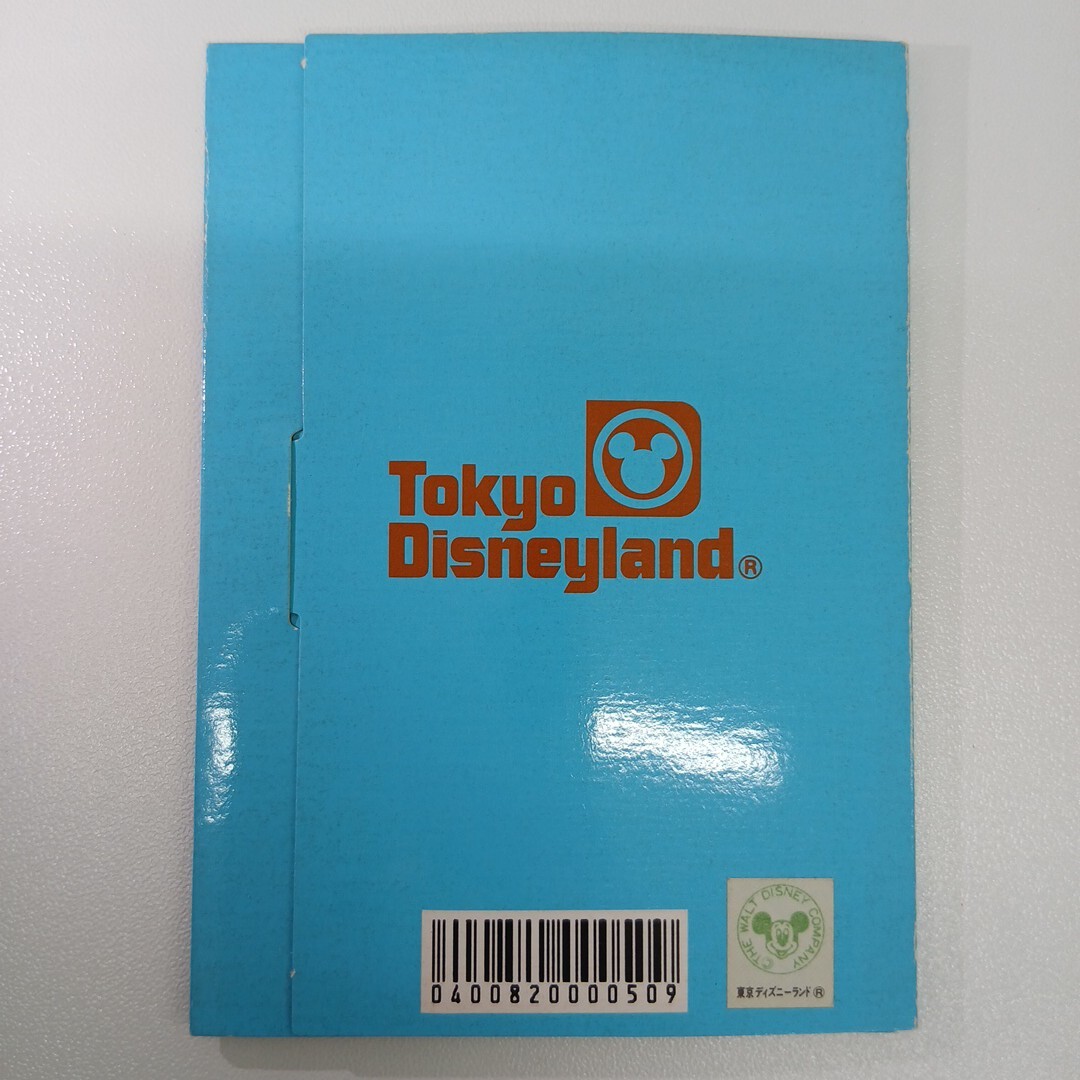 Tokyo
Disneyland®
0400820000509
©THE WALT DISNEY COMPANY
東京ディズニーランド®